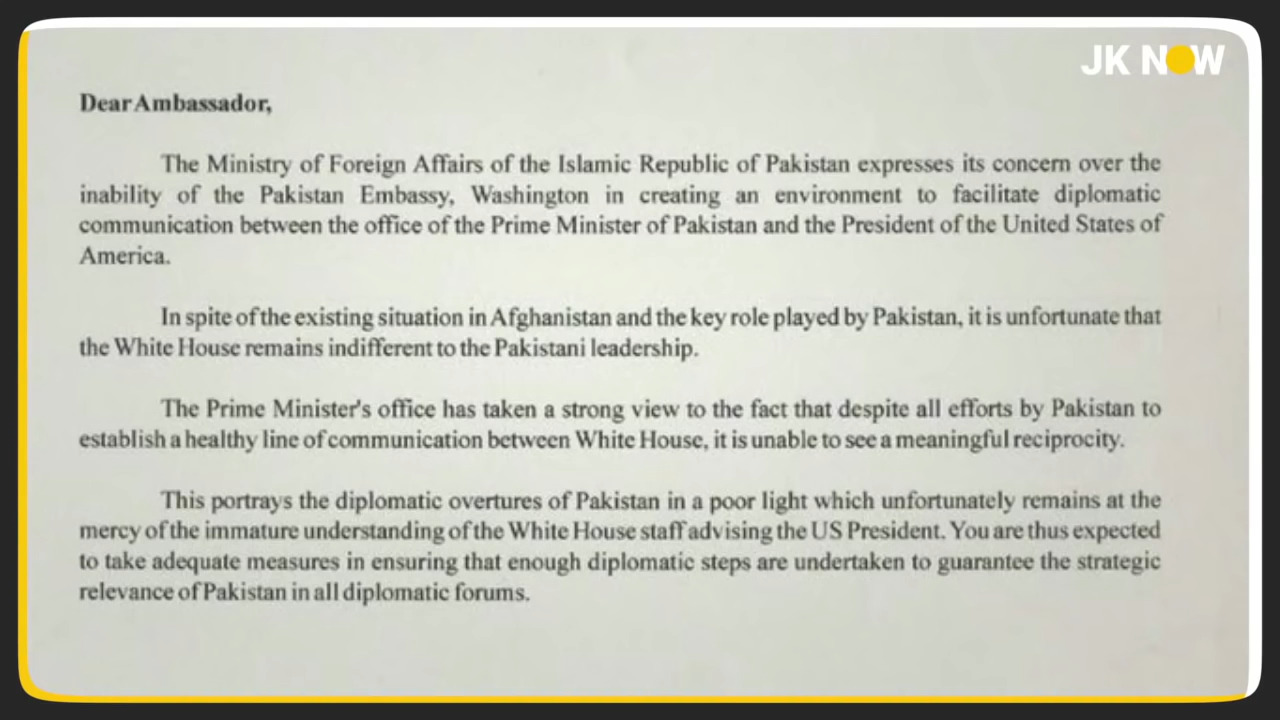 JK NOW
Dear Ambassador,
The Ministry of Foreign Affairs of the Islamic Republic of Pakistan expresses its concern over the
inability of the Pakistan Embassy, Washington in creating an environment to facilitate diplomatic
communication between the office of the Prime Minister of Pakistan and the President of the United States of
America.
In spite of the existing situation in Afghanistan and the key role played by Pakistan, it is unfortunate that
the White House remains indifferent to the Pakistani leadership.
The Prime Minister's office has taken a strong view to the fact that despite all efforts by Pakistan to
establish a healthy line of communication between White House, it is unable to see a meaningful reciprocity.
This portrays the diplomatic overtures of Pakistan in a poor light which unfortunately remains at the
mercy of the immature understanding of the White House staff advising the US President. You are thus expected
to take adequate measures in ensuring that enough diplomatic steps are undertaken to guarantee the strategic
relevance of Pakistan in all diplomatic forums.